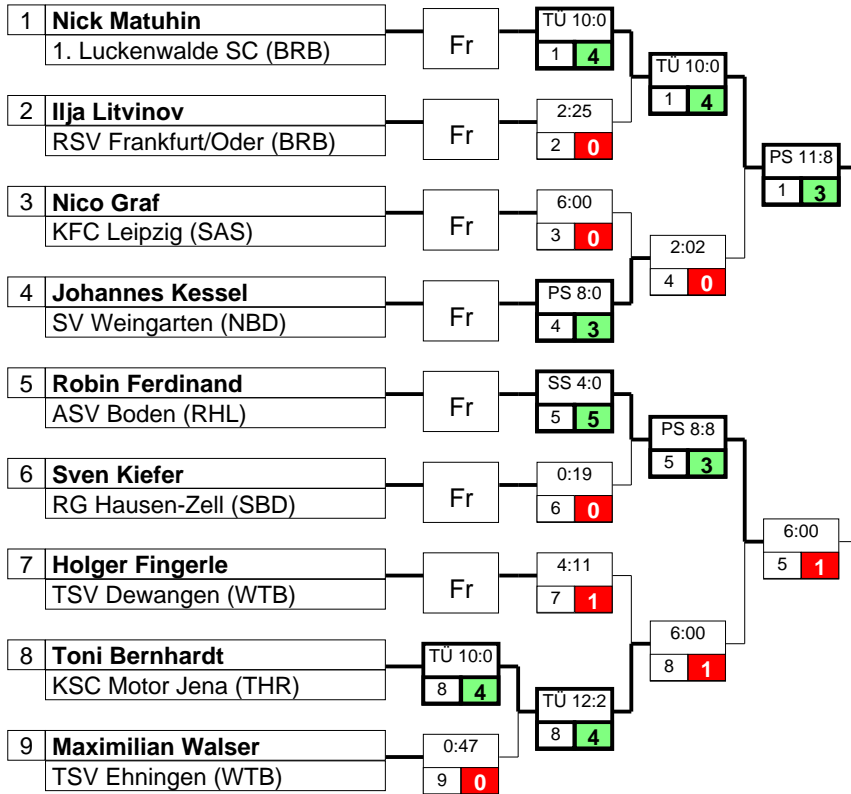 1 Nick Matuhin
1. Luckenwalde SC (BRB)
Fr
TÜ 10:0
1 4
TÜ 10:0
1 4
2 Ilja Litvinov
RSV Frankfurt/Oder (BRB)
Fr
2:25
2 0
PS 11:8
1 3
3 Nico Graf
KFC Leipzig (SAS)
Fr
6:00
3 0
2:02
4 0
4 Johannes Kessel
SV Weingarten (NBD)
Fr
PS 8:0
4 3
5 Robin Ferdinand
ASV Boden (RHL)
Fr
SS 4:0
5 5
PS 8:8
5 3
6 Sven Kiefer
RG Hausen-Zell (SBD)
Fr
0:19
6 0
6:00
5 1
7 Holger Fingerle
TSV Dewangen (WTB)
Fr
4:11
7 1
6:00
8 1
8 Toni Bernhardt
KSC Motor Jena (THR)
TÜ 10:0
8 4
TÜ 12:2
8 4
9 Maximilian Walser
TSV Ehningen (WTB)
0:47
9 0